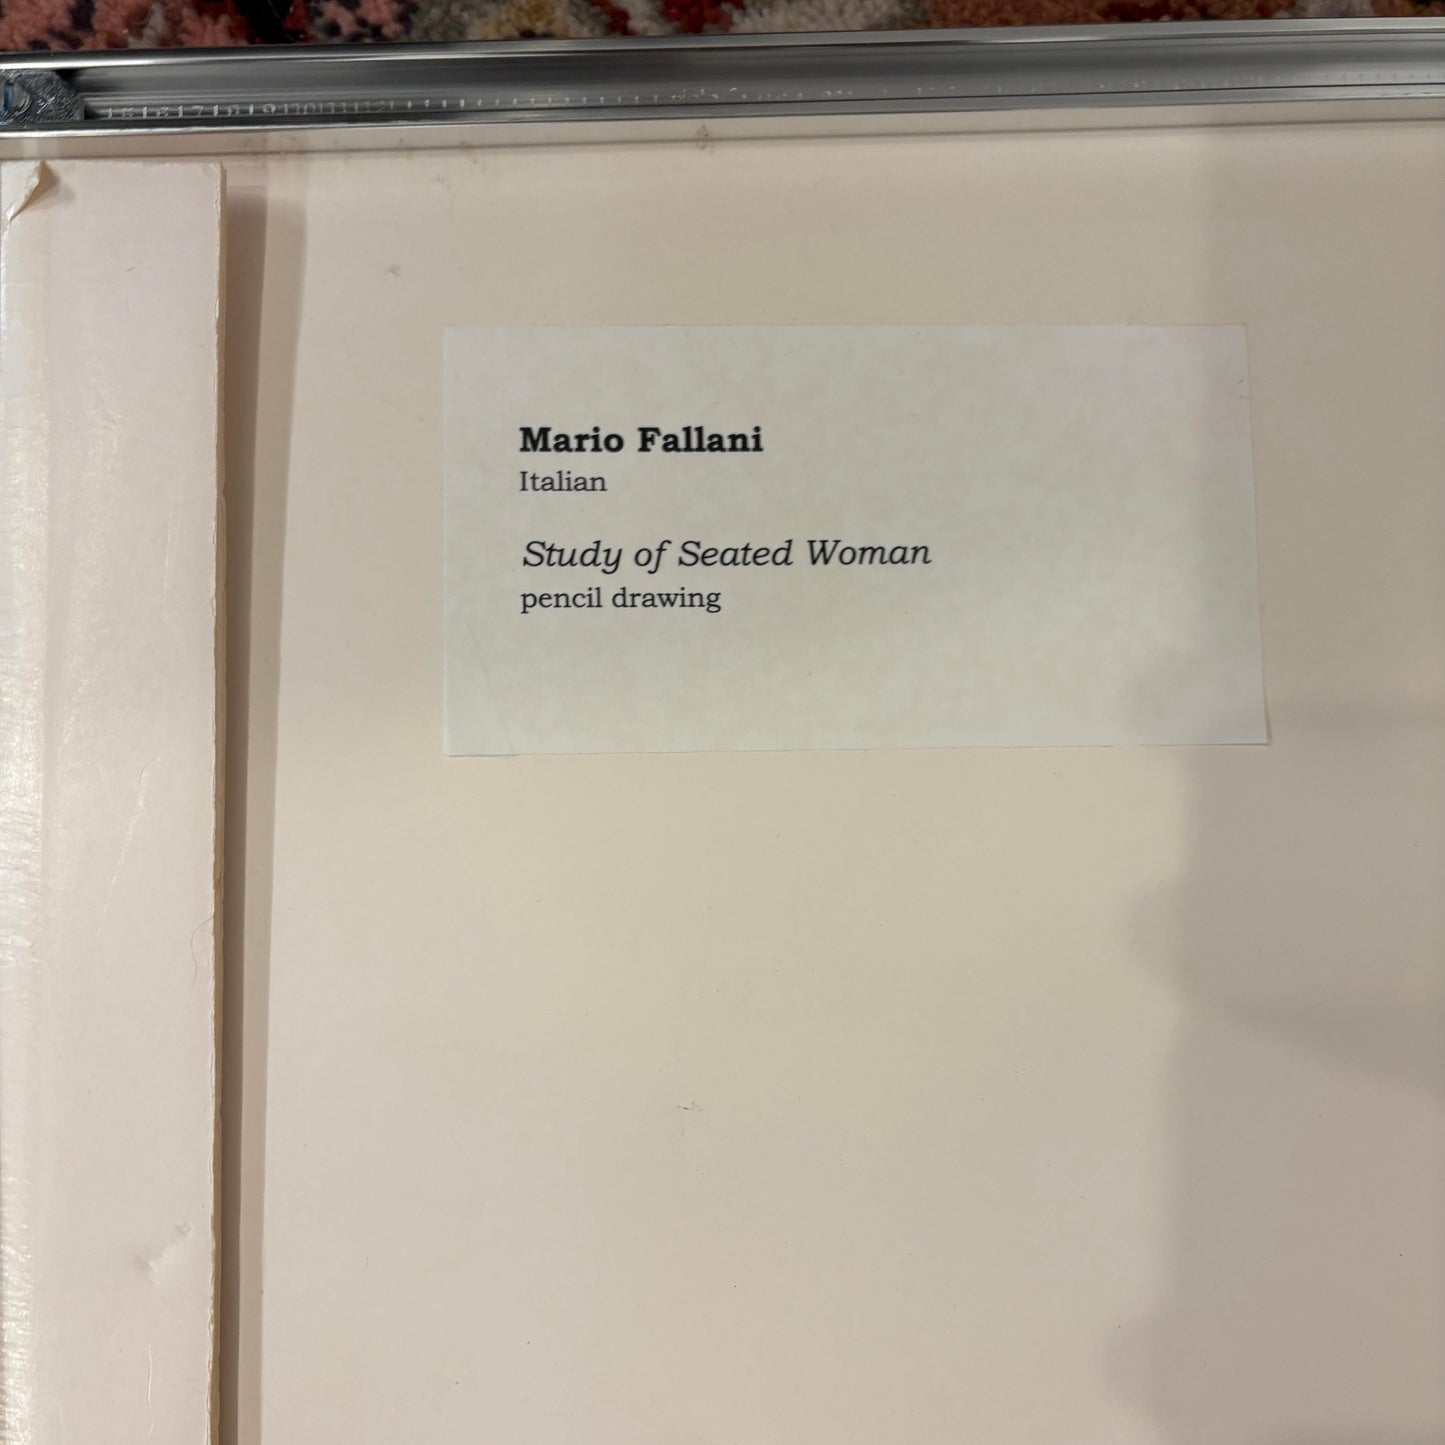 Mario Fallani
Italian
Study of Seated Woman
pencil drawing